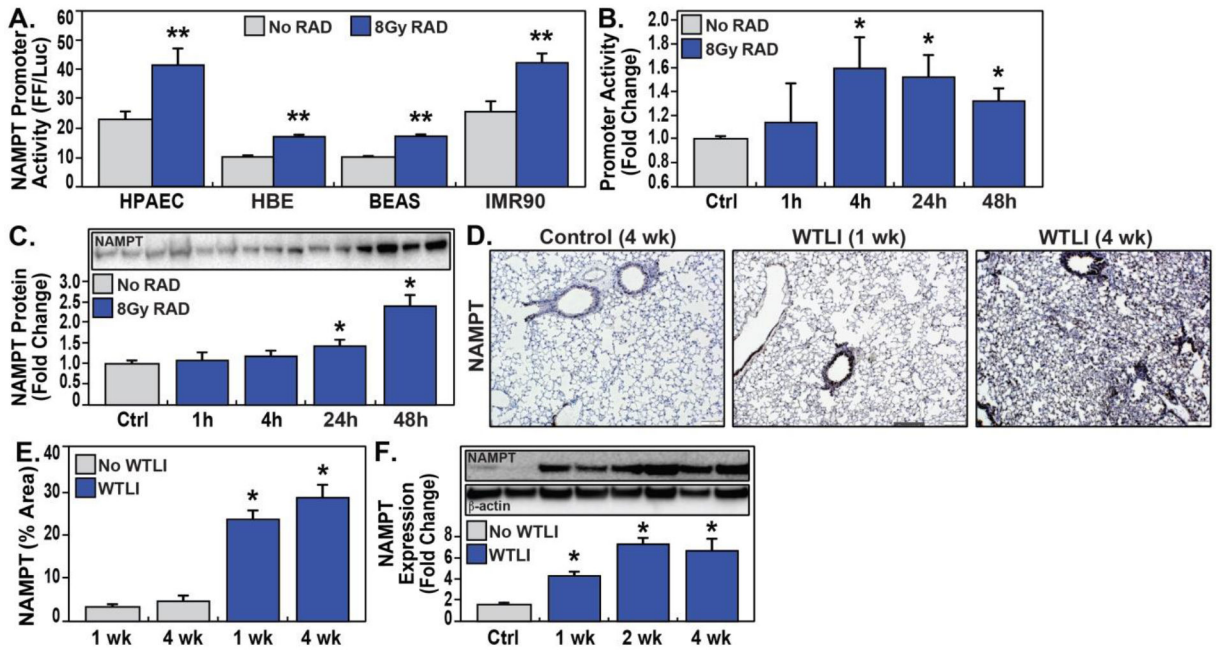 A.
No RAD 8Gy RAD
NAMPT Promoter
Activity (FF/Luc)
60
50
40
30
20
10
0
** ** ** **
HPAEC HBE BEAS IMR90
B.
No RAD
8Gy RAD
Promoter Activity
(Fold Change)
2.0
1.8
1.6
1.4
1.2
1.0
0.8
0.6
* * *
Ctrl 1h 4h 24h 48h
C.
NAMPT
No RAD
8Gy RAD
NAMPT Protein
(Fold Change)
3.0
2.5
2.0
1.5
1.0
0.5
0
* *
Ctrl 1h 4h 24h 48h
D.
Control (4 wk) WTLI (1 wk) WTLI (4 wk)
NAMPT
E.
No WTLI
WTLI
NAMPT (% Area)
40
30
20
10
0
* *
1 wk 4 wk 1 wk 4 wk
F.
NAMPT
β-actin
No WTLI
WTLI
NAMPT
Expression
(Fold Change)
8
6
4
2
0
* * *
Ctrl 1 wk 2 wk 4 wk